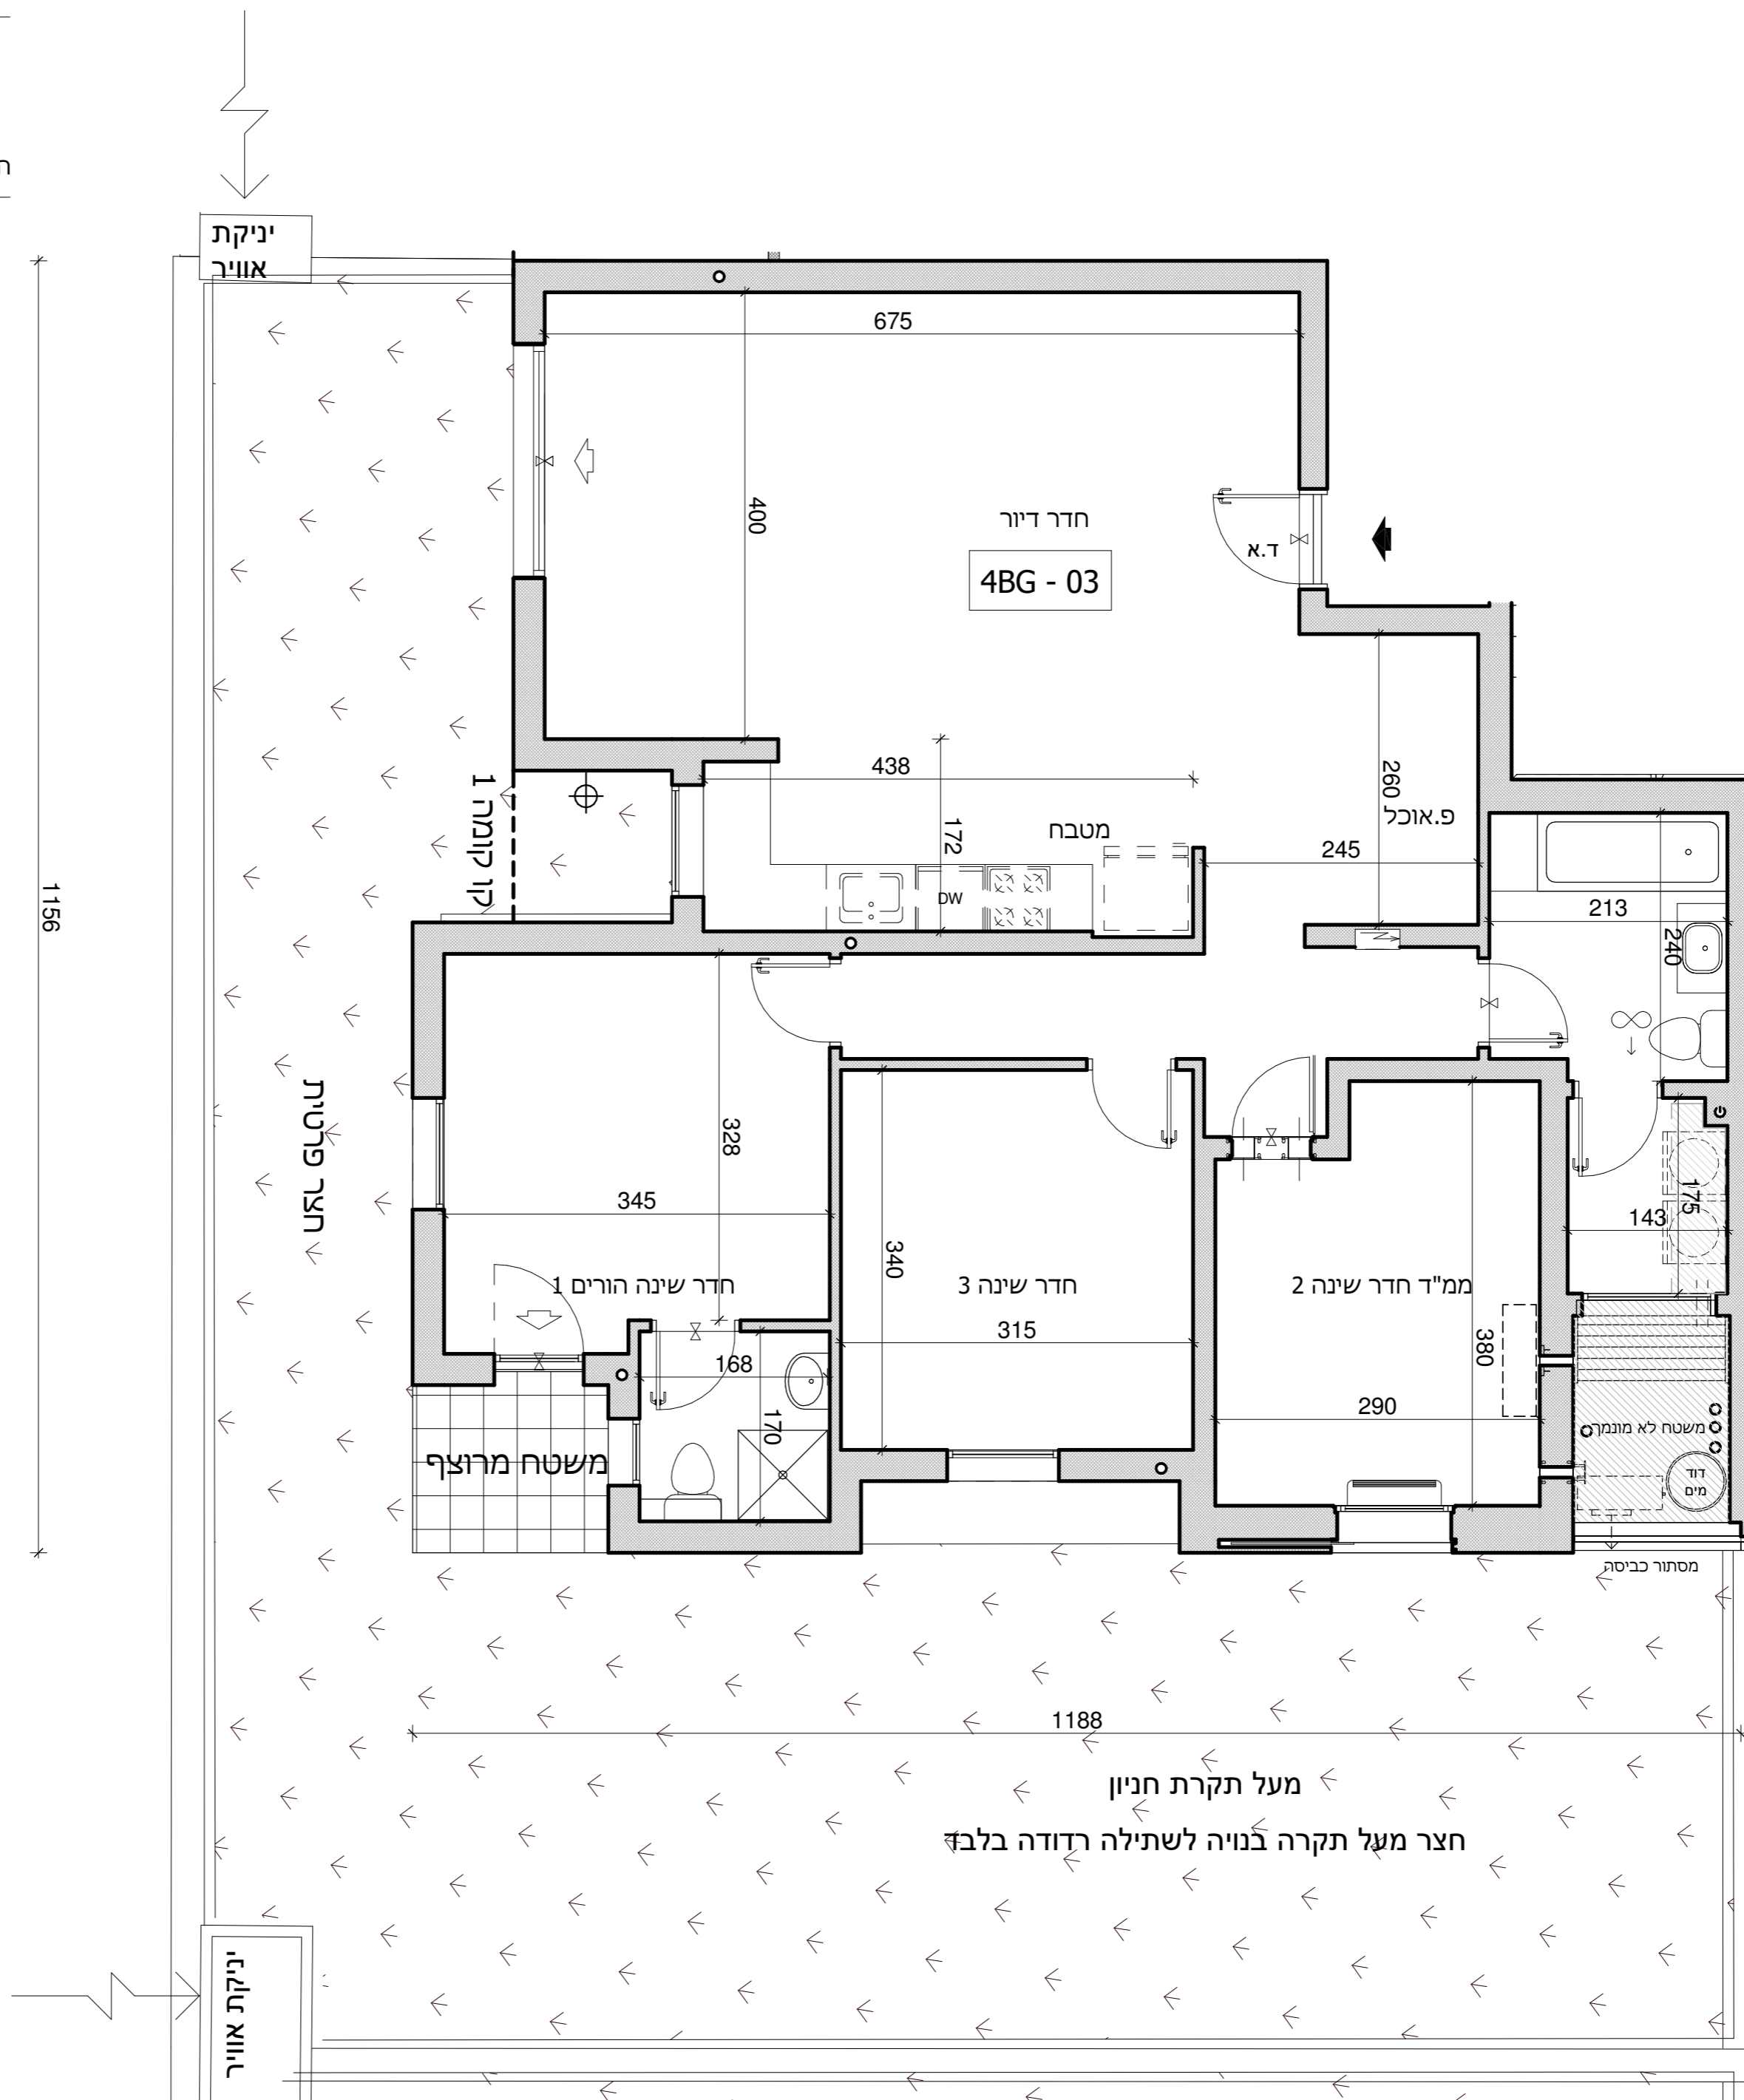 ח
יניקת
אוויר
675
400
חדר דיור
4BG - 03
ד.א
438
172
מטבח
DW
260
פ.אוכל
245
213
240
קו קומה 1
1156
חצר פרטית
328
345
חדר שינה הורים 1
340
חדר שינה 3
315
ממ"ד חדר שינה 2
380
290
175
143
168
170
משטח מרוצף
משטח לא מונמך
דוד
מים
מסתור כביסה
1188
מעל תקרת חניון
חצר מעל תקרה בנויה לשתילה רדודה בלבד
יניקת אוויר